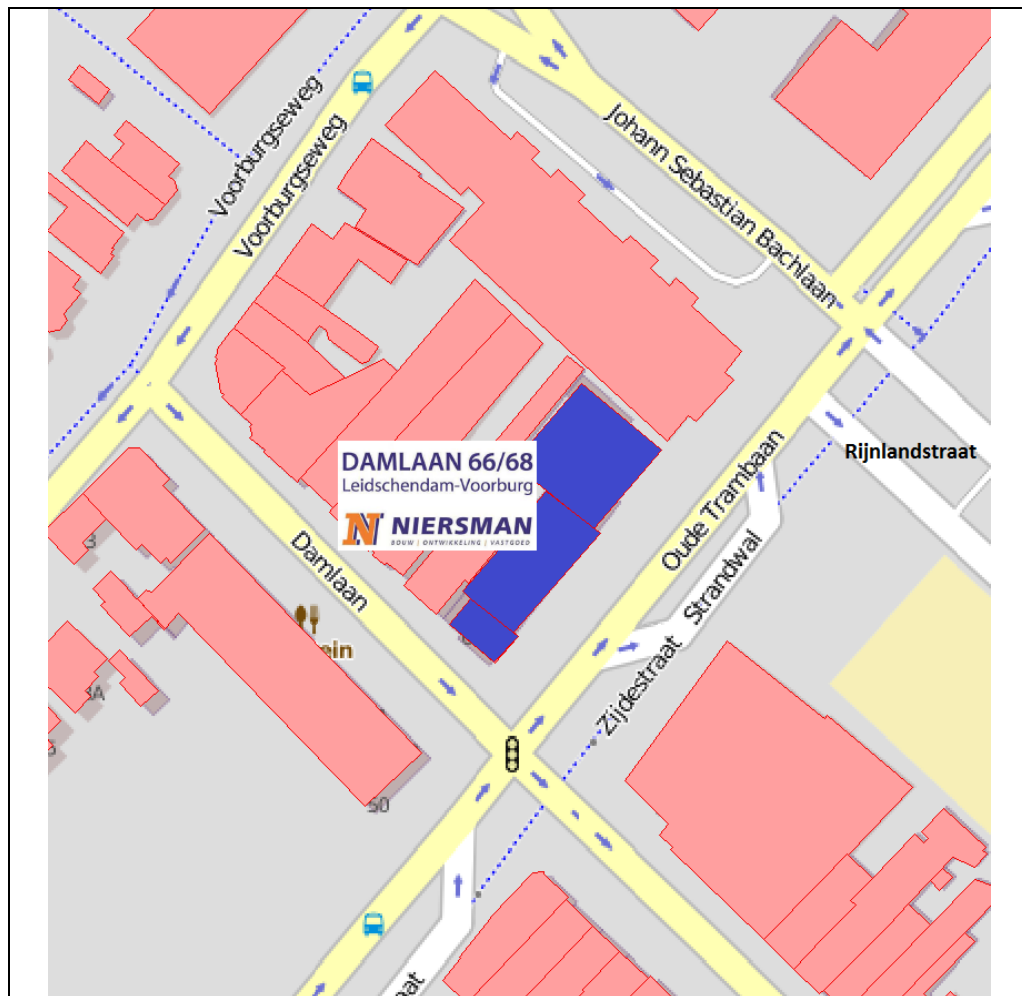 Voorburgseweg
Voorburgseweg
Johann Sebastian Bachlaan
Rijnlandstraat
DAMLAAN 66/68
Leidschendam-Voorburg
N NIERSMAN
BOUW | ONTWIKKELING | VASTGOED
Oude Trambaan
Damlaan
Strandwal
Zijdestraat
ein